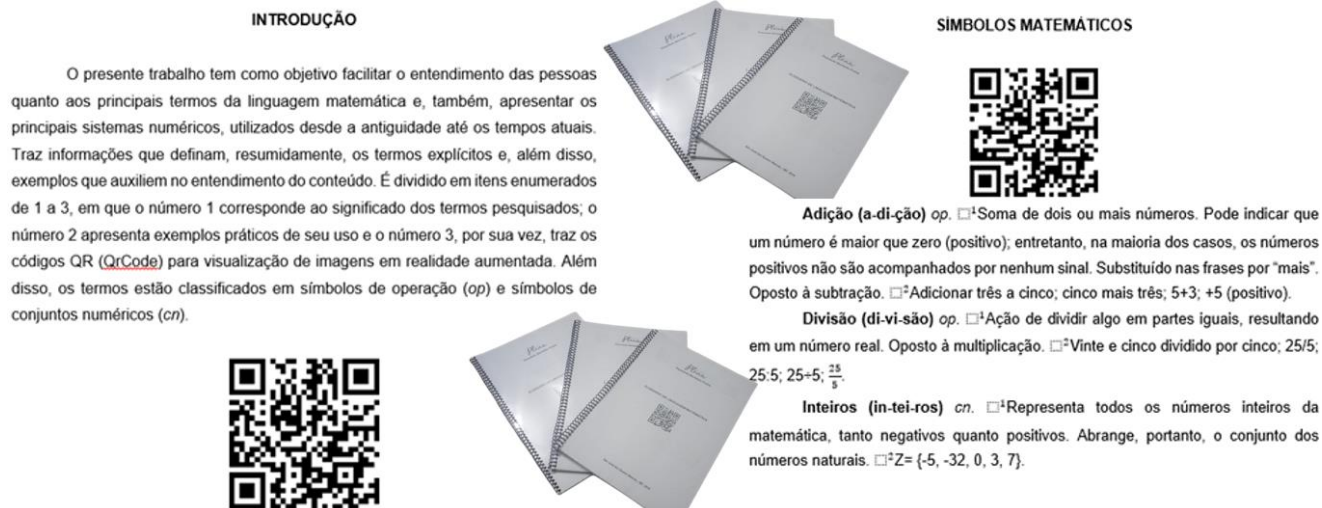 INTRODUÇÃO
O presente trabalho tem como objetivo facilitar o entendimento das pessoas
quanto aos principais termos da linguagem matemática e, também, apresentar os
principais sistemas numéricos, utilizados desde a antiguidade até os tempos atuais.
Traz informações que definam, resumidamente, os termos explícitos e, além disso,
exemplos que auxiliem no entendimento do conteúdo. É dividido em itens enumerados
de 1 a 3, em que o número 1 corresponde ao significado dos termos pesquisados; o
número 2 apresenta exemplos práticos de seu uso e o número 3, por sua vez, traz os
códigos QR (QrCode) para visualização de imagens em realidade aumentada. Além
disso, os termos estão classificados em símbolos de operação (op) e símbolos de
conjuntos numéricos (cn).
SÍMBOLOS MATEMÁTICOS
Adição (a-di-ção) op. □¹Soma de dois ou mais números. Pode indicar que
um número é maior que zero (positivo); entretanto, na maioria dos casos, os números
positivos não são acompanhados por nenhum sinal. Substituído nas frases por “mais”.
Oposto à subtração. □²Adicionar três a cinco; cinco mais três; 5+3; +5 (positivo).
Divisão (di-vi-são) op. □¹Ação de dividir algo em partes iguais, resultando
em um número real. Oposto à multiplicação. □²Vinte e cinco dividido por cinco; 25/5;
25:5; 25÷5; 25/5.
Inteiros (in-tei-ros) cn. □¹Representa todos os números inteiros da
matemática, tanto negativos quanto positivos. Abrange, portanto, o conjunto dos
números naturais. □²Z= {-5, -32, 0, 3, 7}.